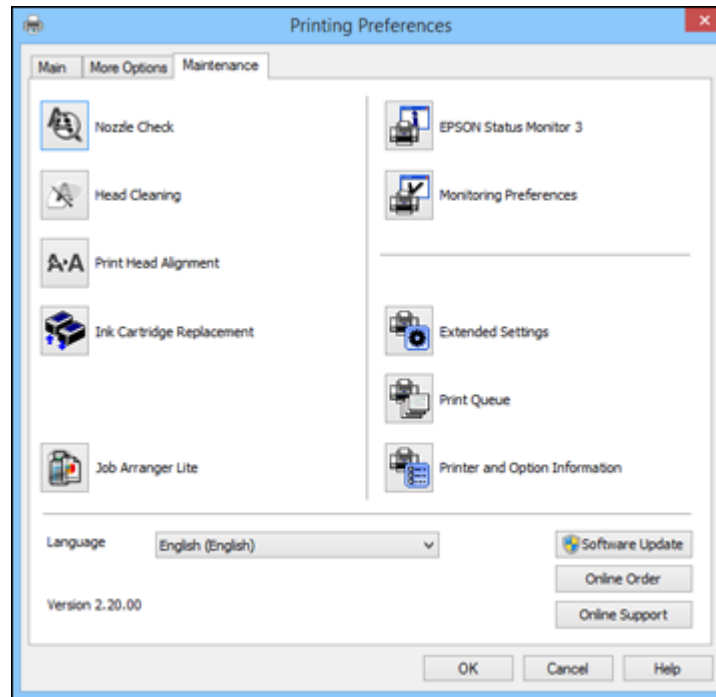 Printing Preferences
Main
More Options
Maintenance
Nozzle Check
EPSON Status Monitor 3
Head Cleaning
Monitoring Preferences
A·A Print Head Alignment
Ink Cartridge Replacement
Extended Settings
Print Queue
Job Arranger Lite
Printer and Option Information
Language
English (English)
Software Update
Online Order
Version 2.20.00
Online Support
OK
Cancel
Help